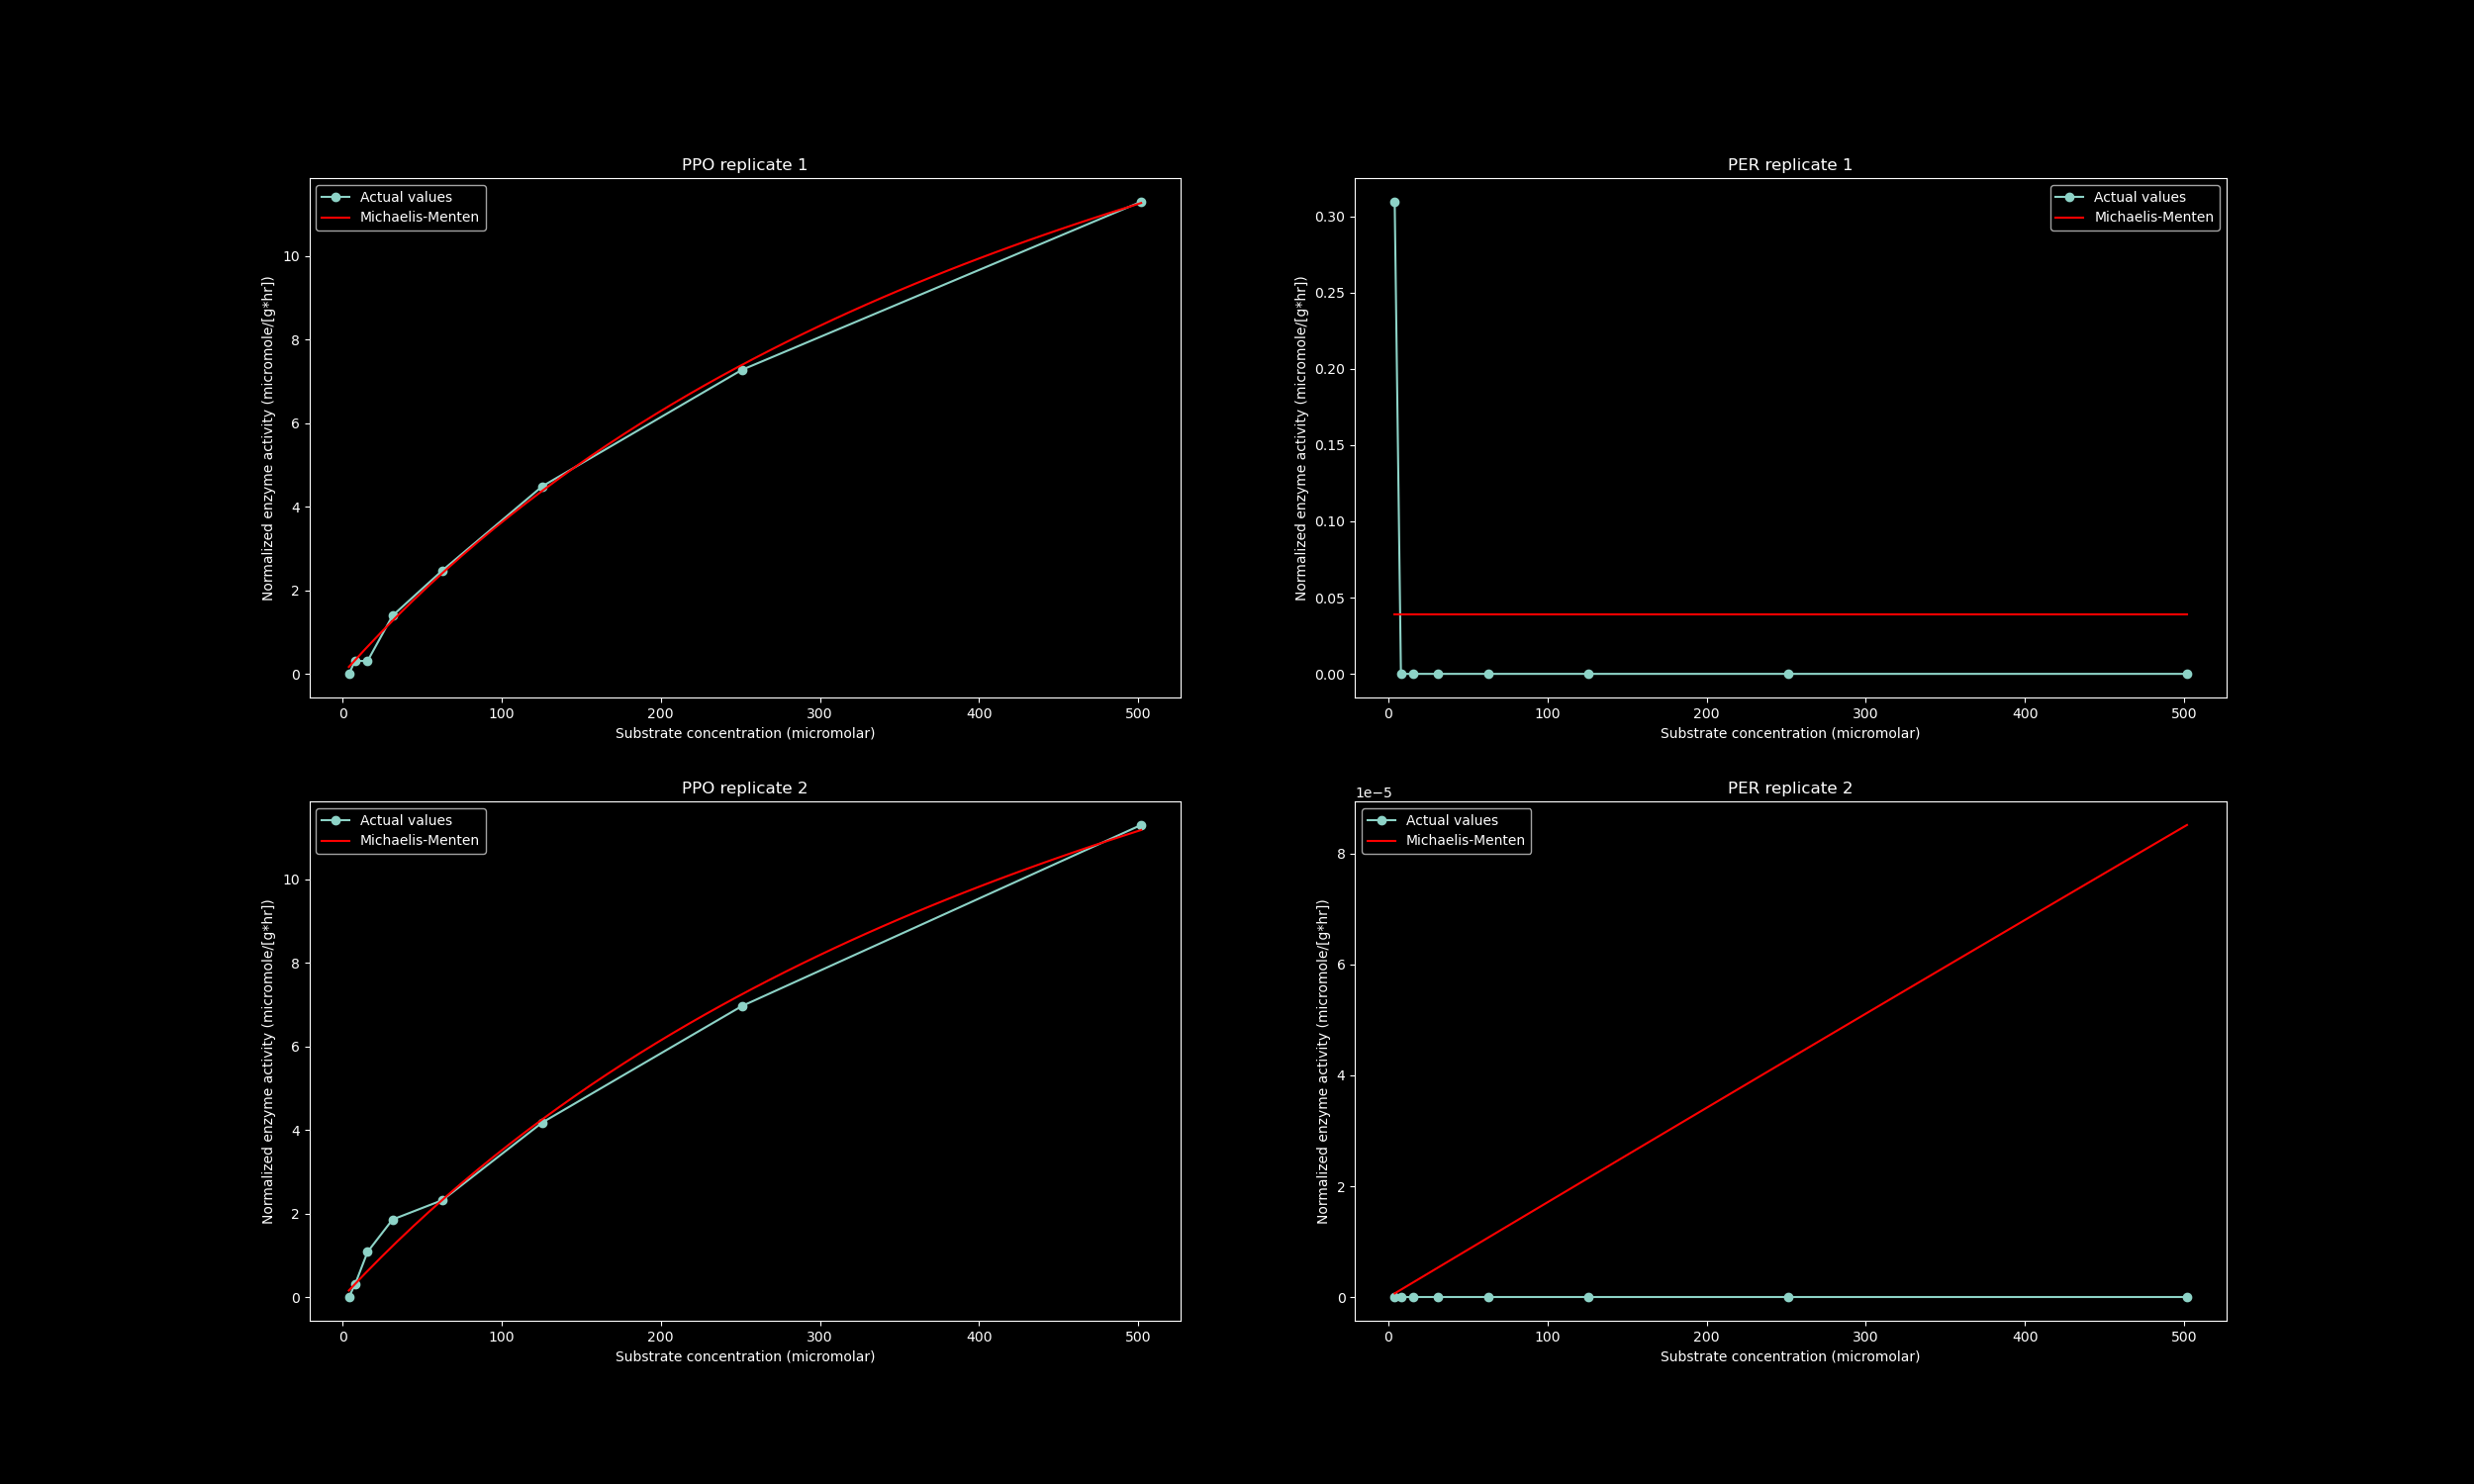 PPO replicate 1
Actual values
Michaelis-Menten
10
8
6
4
2
0
Normalized enzyme activity (micromole/[g*hr])
0 100 200 300 400 500
Substrate concentration (micromolar)
PER replicate 1
Actual values
Michaelis-Menten
0.30
0.25
0.20
0.15
0.10
0.05
0.00
Normalized enzyme activity (micromole/[g*hr])
0 100 200 300 400 500
Substrate concentration (micromolar)
PPO replicate 2
Actual values
Michaelis-Menten
10
8
6
4
2
0
Normalized enzyme activity (micromole/[g*hr])
0 100 200 300 400 500
Substrate concentration (micromolar)
PER replicate 2
1e−5
Actual values
Michaelis-Menten
8
6
4
2
0
Normalized enzyme activity (micromole/[g*hr])
0 100 200 300 400 500
Substrate concentration (micromolar)